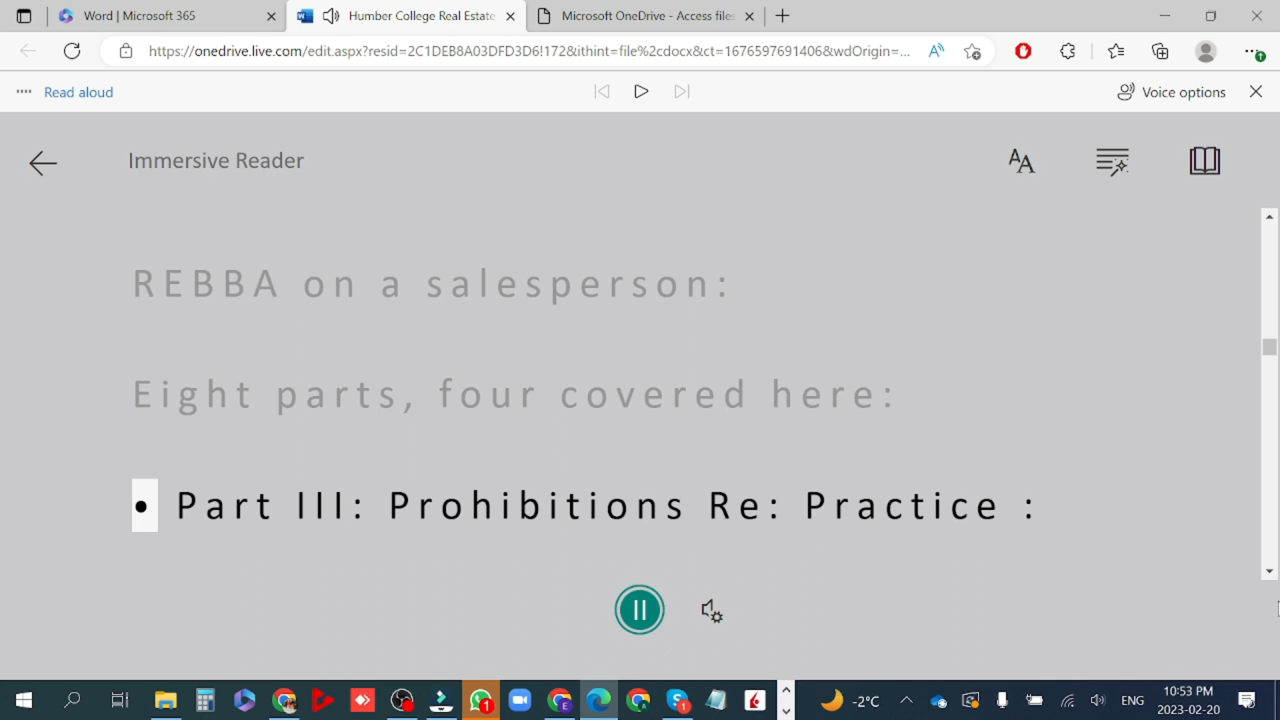 Word | Microsoft 365
Humber College Real Estate
Microsoft OneDrive - Access files
https://onedrive.live.com/edit.aspx?resid=2C1DEB8A03DFD3D6!172&ithint=file%2cdocx&ct=1676597691406&wdOrigin=...
Read aloud
Voice options
Immersive Reader
REBBA on a salesperson:
Eight parts, four covered here:
• Part III: Prohibitions Re: Practice :
-2°C
ENG
10:53 PM
2023-02-20